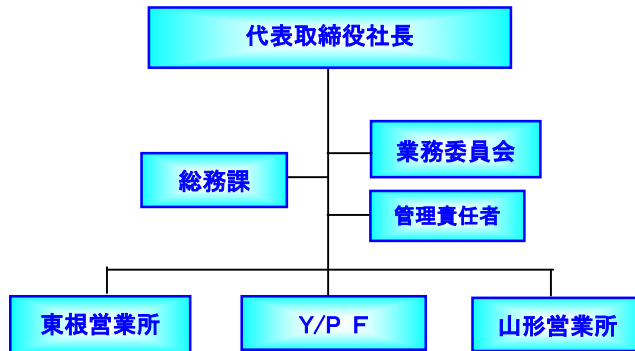 代表取締役社長
業務委員会
総務課
管理責任者
東根営業所
Y/P F
山形営業所